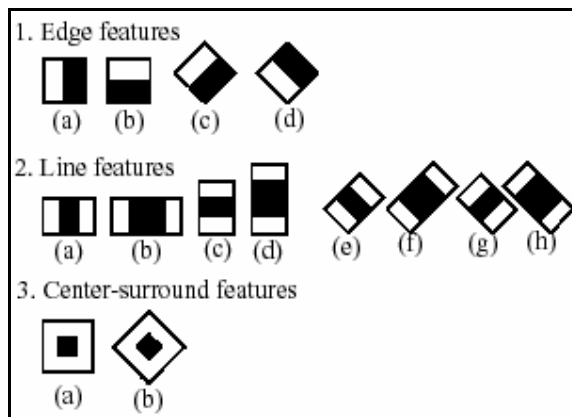 1. Edge features
(a) (b) (c) (d)
2. Line features
(a) (b) (c) (d) (e) (f) (g) (h)
3. Center-surround features
(a) (b)